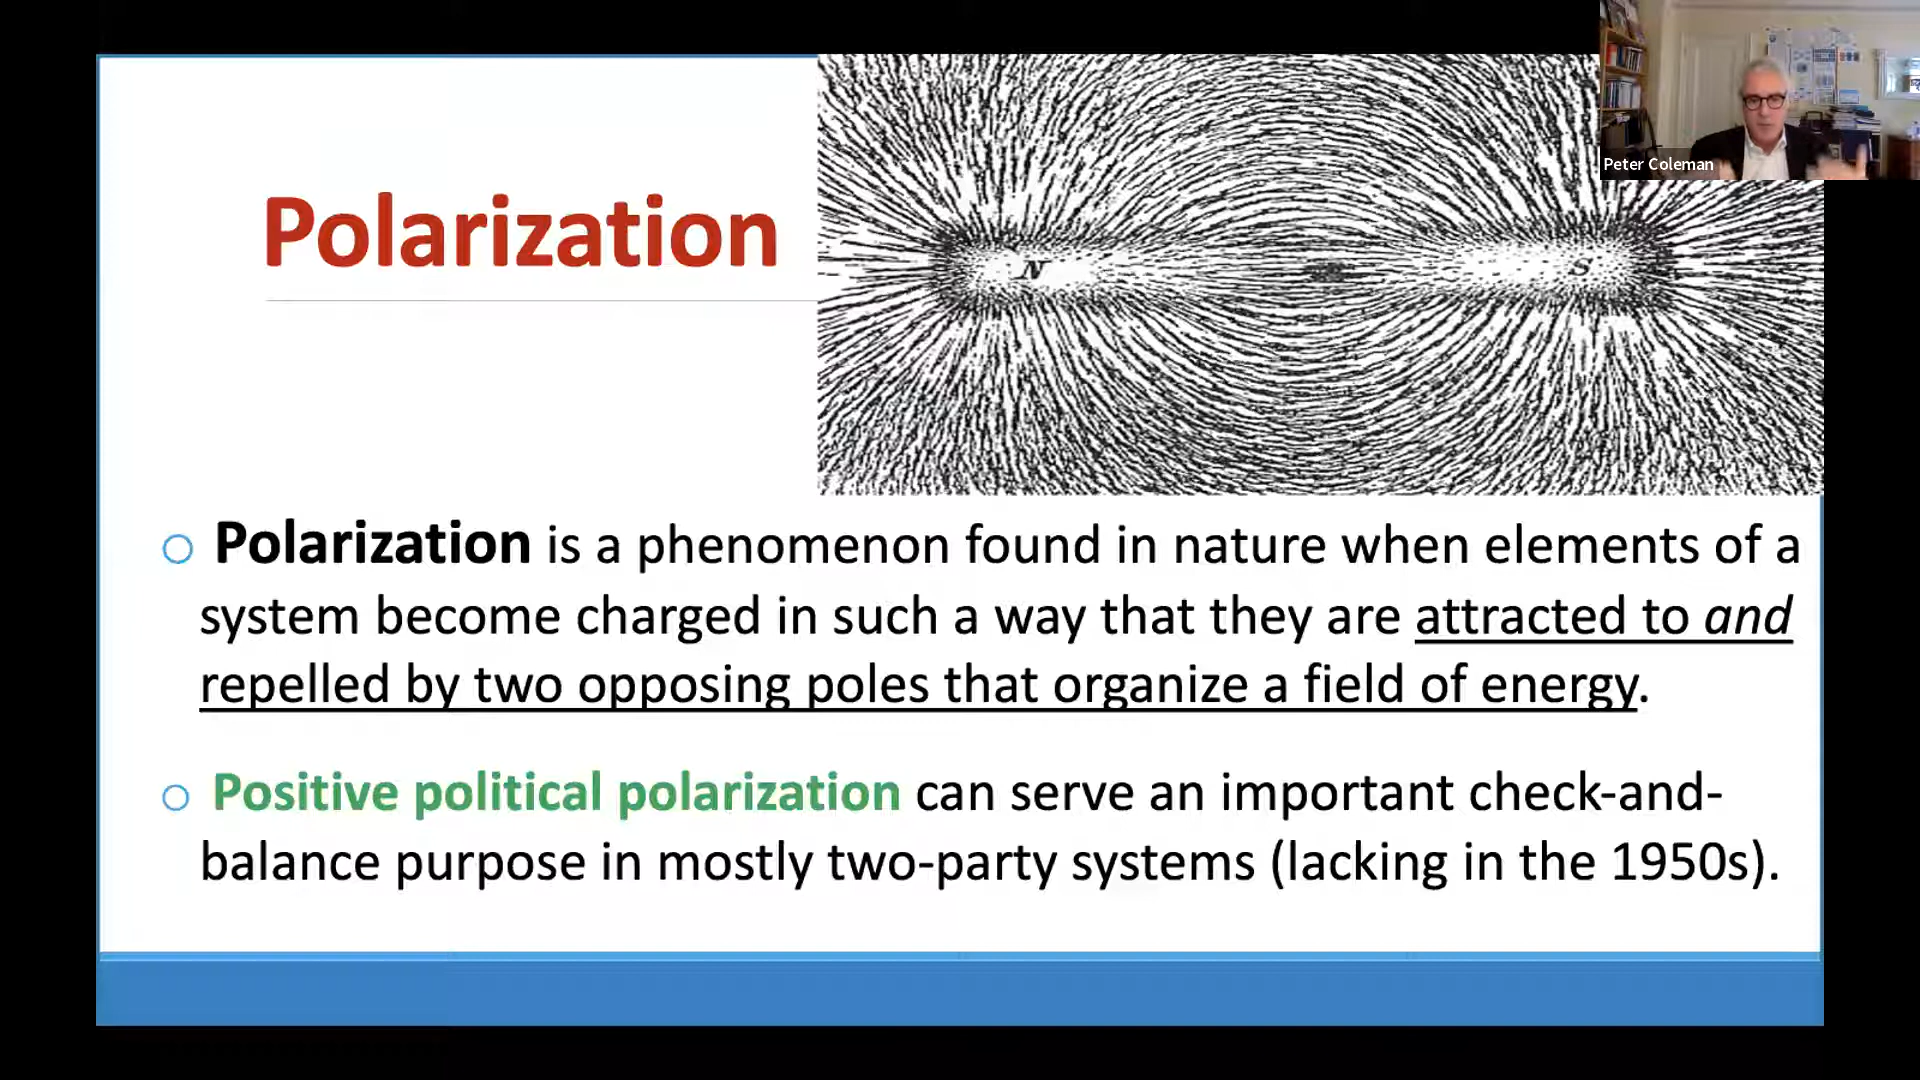 Peter Coleman
Polarization
N S
Polarization is a phenomenon found in nature when elements of a
system become charged in such a way that they are attracted to and
repelled by two opposing poles that organize a field of energy.
Positive political polarization can serve an important check-and-
balance purpose in mostly two-party systems (lacking in the 1950s).